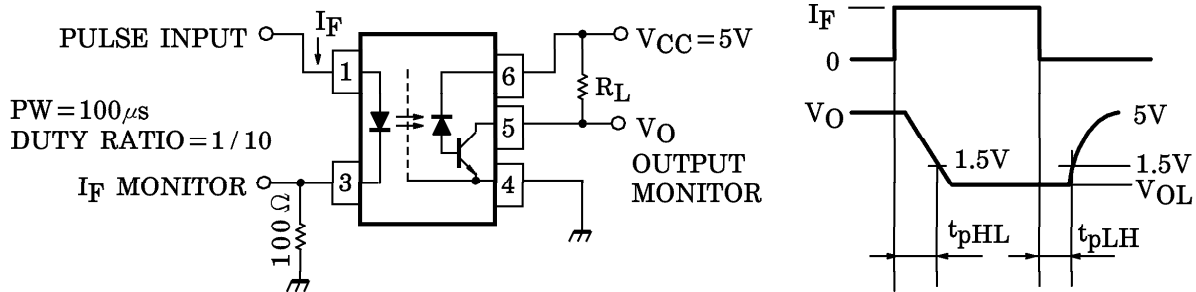 PULSE INPUT
I_F
1
6
V_CC=5V
R_L
PW=100μs
DUTY RATIO=1/10
5
V_O
OUTPUT
MONITOR
I_F MONITOR
3
4
100Ω
I_F
0
V_O
5V
1.5V
1.5V
V_OL
t_pHL
t_pLH